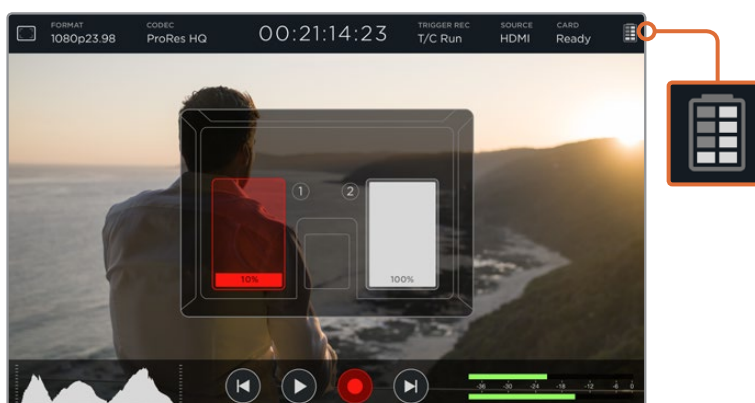 FORMAT CODEC TRIGGER REC SOURCE CARD
1080p23.98 ProRes HQ 00:21:14:23 T/C Run HDMI Ready
1 2
10% 100%
-36 -30 -24 -18 -12 -6 0